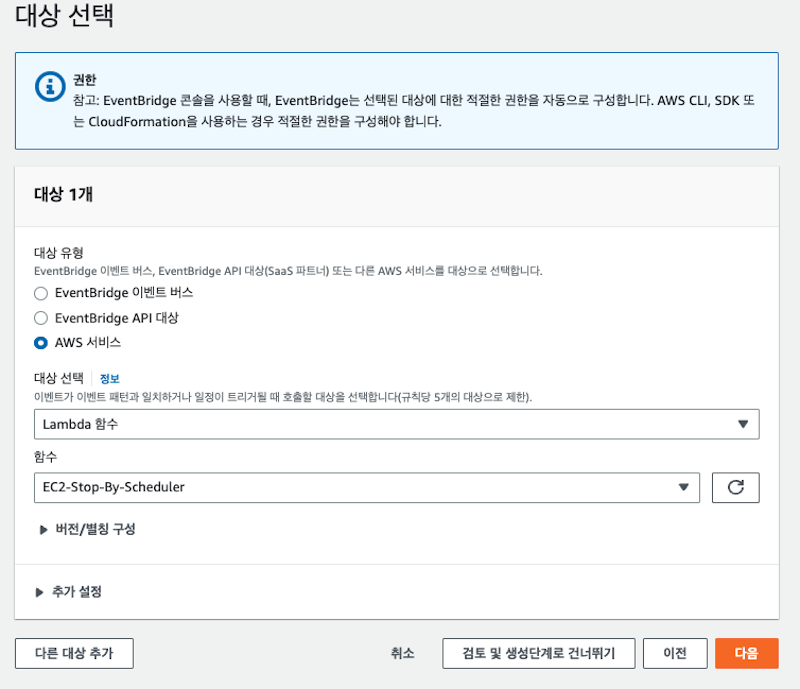 대상 선택
권한
참고: EventBridge 콘솔을 사용할 때, EventBridge는 선택된 대상에 대한 적절한 권한을 자동으로 구성합니다. AWS CLI, SDK 또
는 CloudFormation을 사용하는 경우 적절한 권한을 구성해야 합니다.
대상 1개
대상 유형
EventBridge 이벤트 버스, EventBridge API 대상(SaaS 파트너) 또는 다른 AWS 서비스를 대상으로 선택합니다.
EventBridge 이벤트 버스
EventBridge API 대상
AWS 서비스
대상 선택 정보
이벤트가 이벤트 패턴과 일치하거나 일정이 트리거될 때 호출할 대상을 선택합니다(규칙당 5개의 대상으로 제한).
Lambda 함수
함수
EC2-Stop-By-Scheduler
버전/별칭 구성
추가 설정
다른 대상 추가 취소 검토 및 생성단계로 건너뛰기 이전 다음